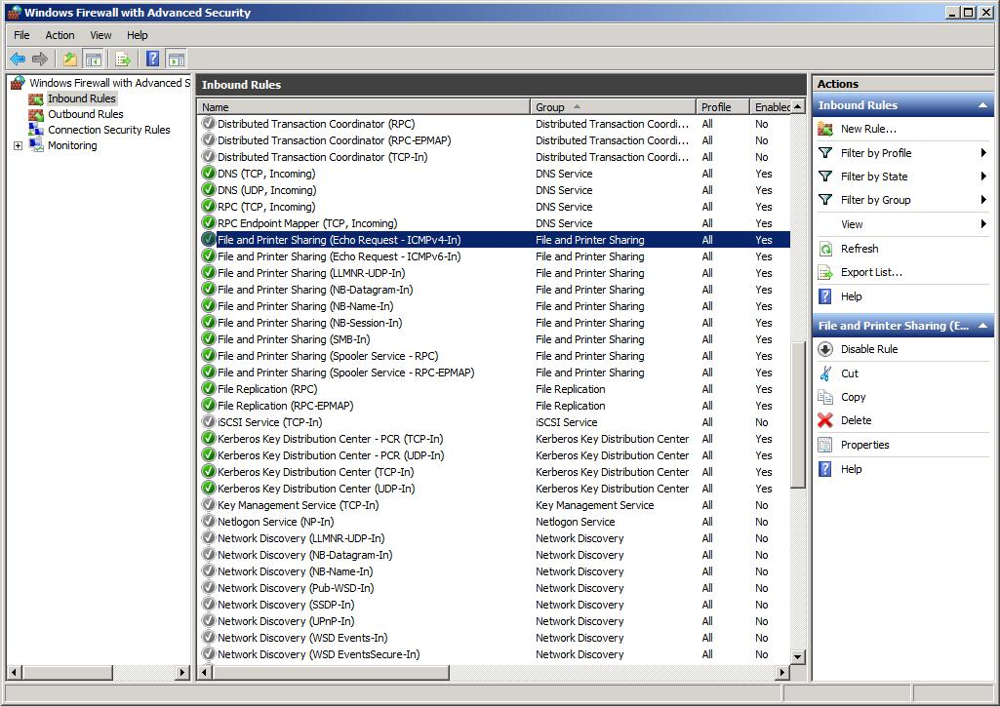 Windows Firewall with Advanced Security
File Action View Help
Windows Firewall with Advanced S
Inbound Rules
Outbound Rules
Connection Security Rules
Monitoring
Inbound Rules
Name Group Profile Enabled
Distributed Transaction Coordinator (RPC) Distributed Transaction Coordi... All No
Distributed Transaction Coordinator (RPC-EPMAP) Distributed Transaction Coordi... All No
Distributed Transaction Coordinator (TCP-In) Distributed Transaction Coordi... All No
DNS (TCP, Incoming) DNS Service All Yes
DNS (UDP, Incoming) DNS Service All Yes
RPC (TCP, Incoming) DNS Service All Yes
RPC Endpoint Mapper (TCP, Incoming) DNS Service All Yes
File and Printer Sharing (Echo Request - ICMPv4-In) File and Printer Sharing All Yes
File and Printer Sharing (Echo Request - ICMPv6-In) File and Printer Sharing All Yes
File and Printer Sharing (LLMNR-UDP-In) File and Printer Sharing All Yes
File and Printer Sharing (NB-Datagram-In) File and Printer Sharing All Yes
File and Printer Sharing (NB-Name-In) File and Printer Sharing All Yes
File and Printer Sharing (NB-Session-In) File and Printer Sharing All Yes
File and Printer Sharing (SMB-In) File and Printer Sharing All Yes
File and Printer Sharing (Spooler Service - RPC) File and Printer Sharing All Yes
File and Printer Sharing (Spooler Service - RPC-EPMAP) File and Printer Sharing All Yes
File Replication (RPC) File Replication All Yes
File Replication (RPC-EPMAP) File Replication All Yes
iSCSI Service (TCP-In) iSCSI Service All No
Kerberos Key Distribution Center - PCR (TCP-In) Kerberos Key Distribution Center All Yes
Kerberos Key Distribution Center - PCR (UDP-In) Kerberos Key Distribution Center All Yes
Kerberos Key Distribution Center (TCP-In) Kerberos Key Distribution Center All Yes
Kerberos Key Distribution Center (UDP-In) Kerberos Key Distribution Center All Yes
Key Management Service (TCP-In) Key Management Service All No
Netlogon Service (NP-In) Netlogon Service All No
Network Discovery (LLMNR-UDP-In) Network Discovery All No
Network Discovery (NB-Datagram-In) Network Discovery All No
Network Discovery (NB-Name-In) Network Discovery All No
Network Discovery (Pub-WSD-In) Network Discovery All No
Network Discovery (SSDP-In) Network Discovery All No
Network Discovery (UPnP-In) Network Discovery All No
Network Discovery (WSD Events-In) Network Discovery All No
Network Discovery (WSD EventsSecure-In) Network Discovery All No
Actions
Inbound Rules
New Rule...
Filter by Profile
Filter by State
Filter by Group
View
Refresh
Export List...
Help
File and Printer Sharing (E...
Disable Rule
Cut
Copy
Delete
Properties
Help